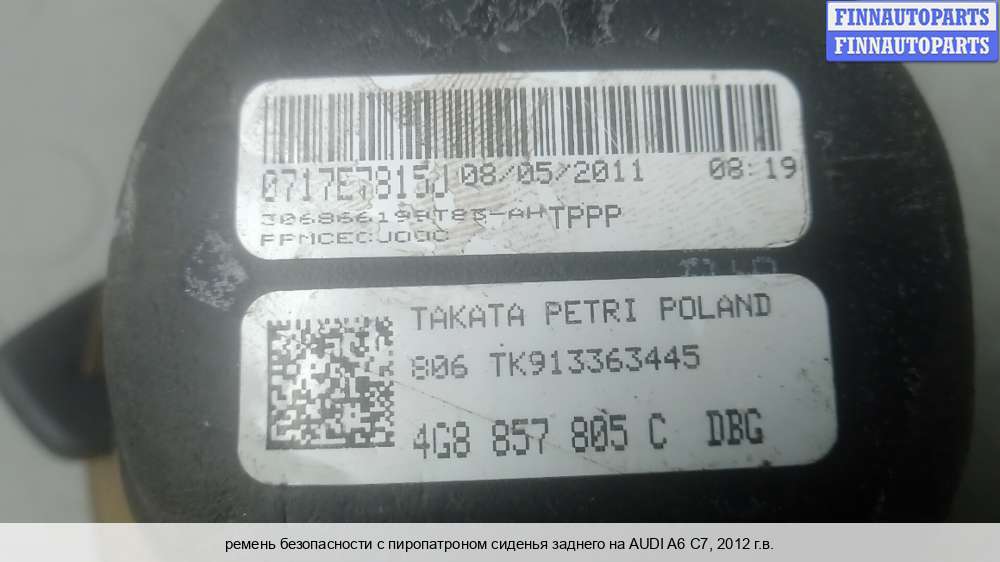 FINNAUTOPARTS
FINNAUTOPARTS
0717E7815J 08/05/2011 08:19
TPPP
TAKATA PETRI POLAND
806 TK913363445
4G8 857 805 C DBG
ремень безопасности с пиропатроном сиденья заднего на AUDI A6 C7, 2012 г.в.